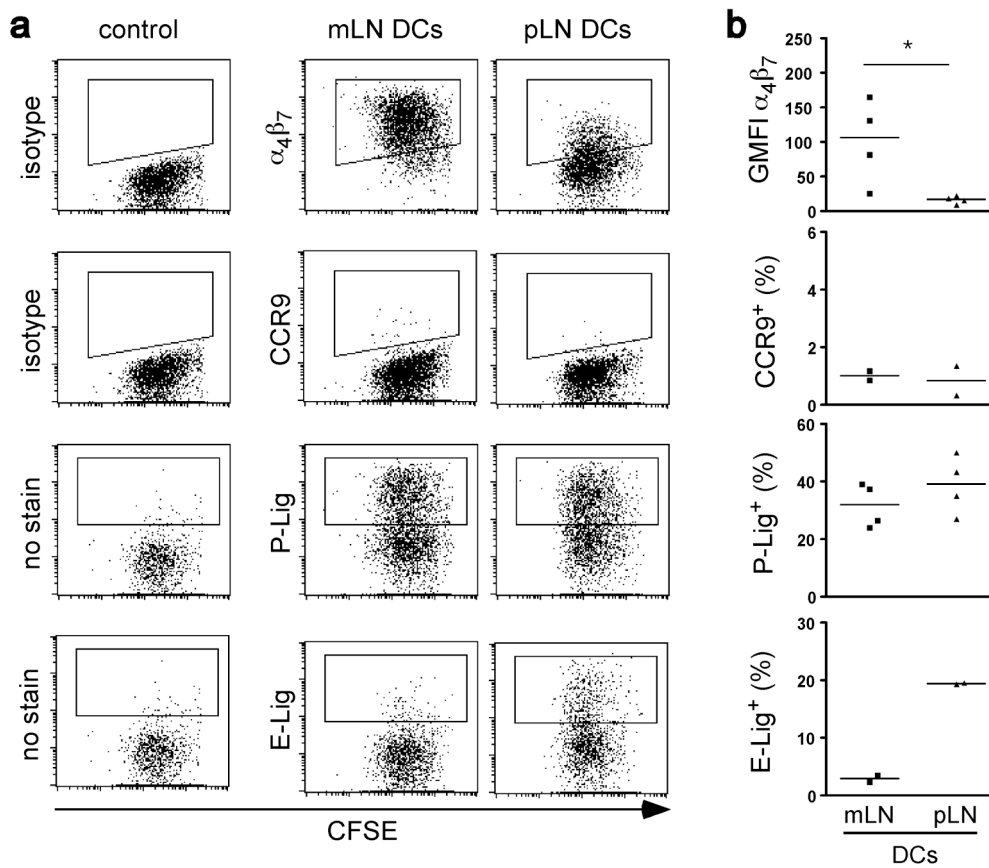 a
control
mLN DCs
pLN DCs
isotype
α4β7
isotype
CCR9
no stain
P-Lig
no stain
E-Lig
CFSE
b
*
GMFI α4β7
250
200
150
100
50
0
CCR9+ (%)
6
4
2
0
P-Lig+ (%)
60
40
20
0
E-Lig+ (%)
30
20
10
0
mLN pLN
DCs